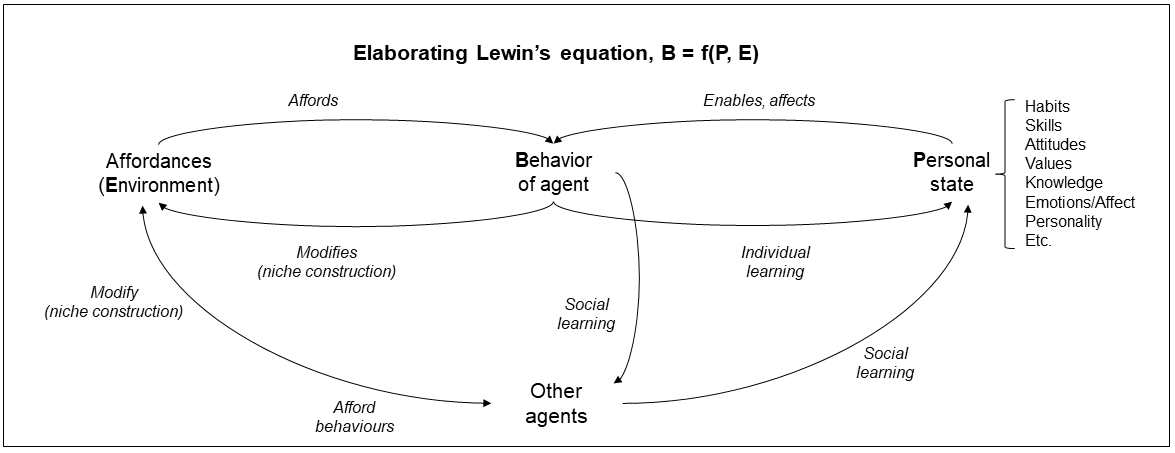 Elaborating Lewin's equation, B = f(P, E)
Affords
Enables, affects
Affordances
(Environment)
Behavior
of agent
Personal
state
Habits
Skills
Attitudes
Values
Knowledge
Emotions/Affect
Personality
Etc.
Modifies
(niche construction)
Individual
learning
Modify
(niche construction)
Social
learning
Social
learning
Other
agents
Afford
behaviours